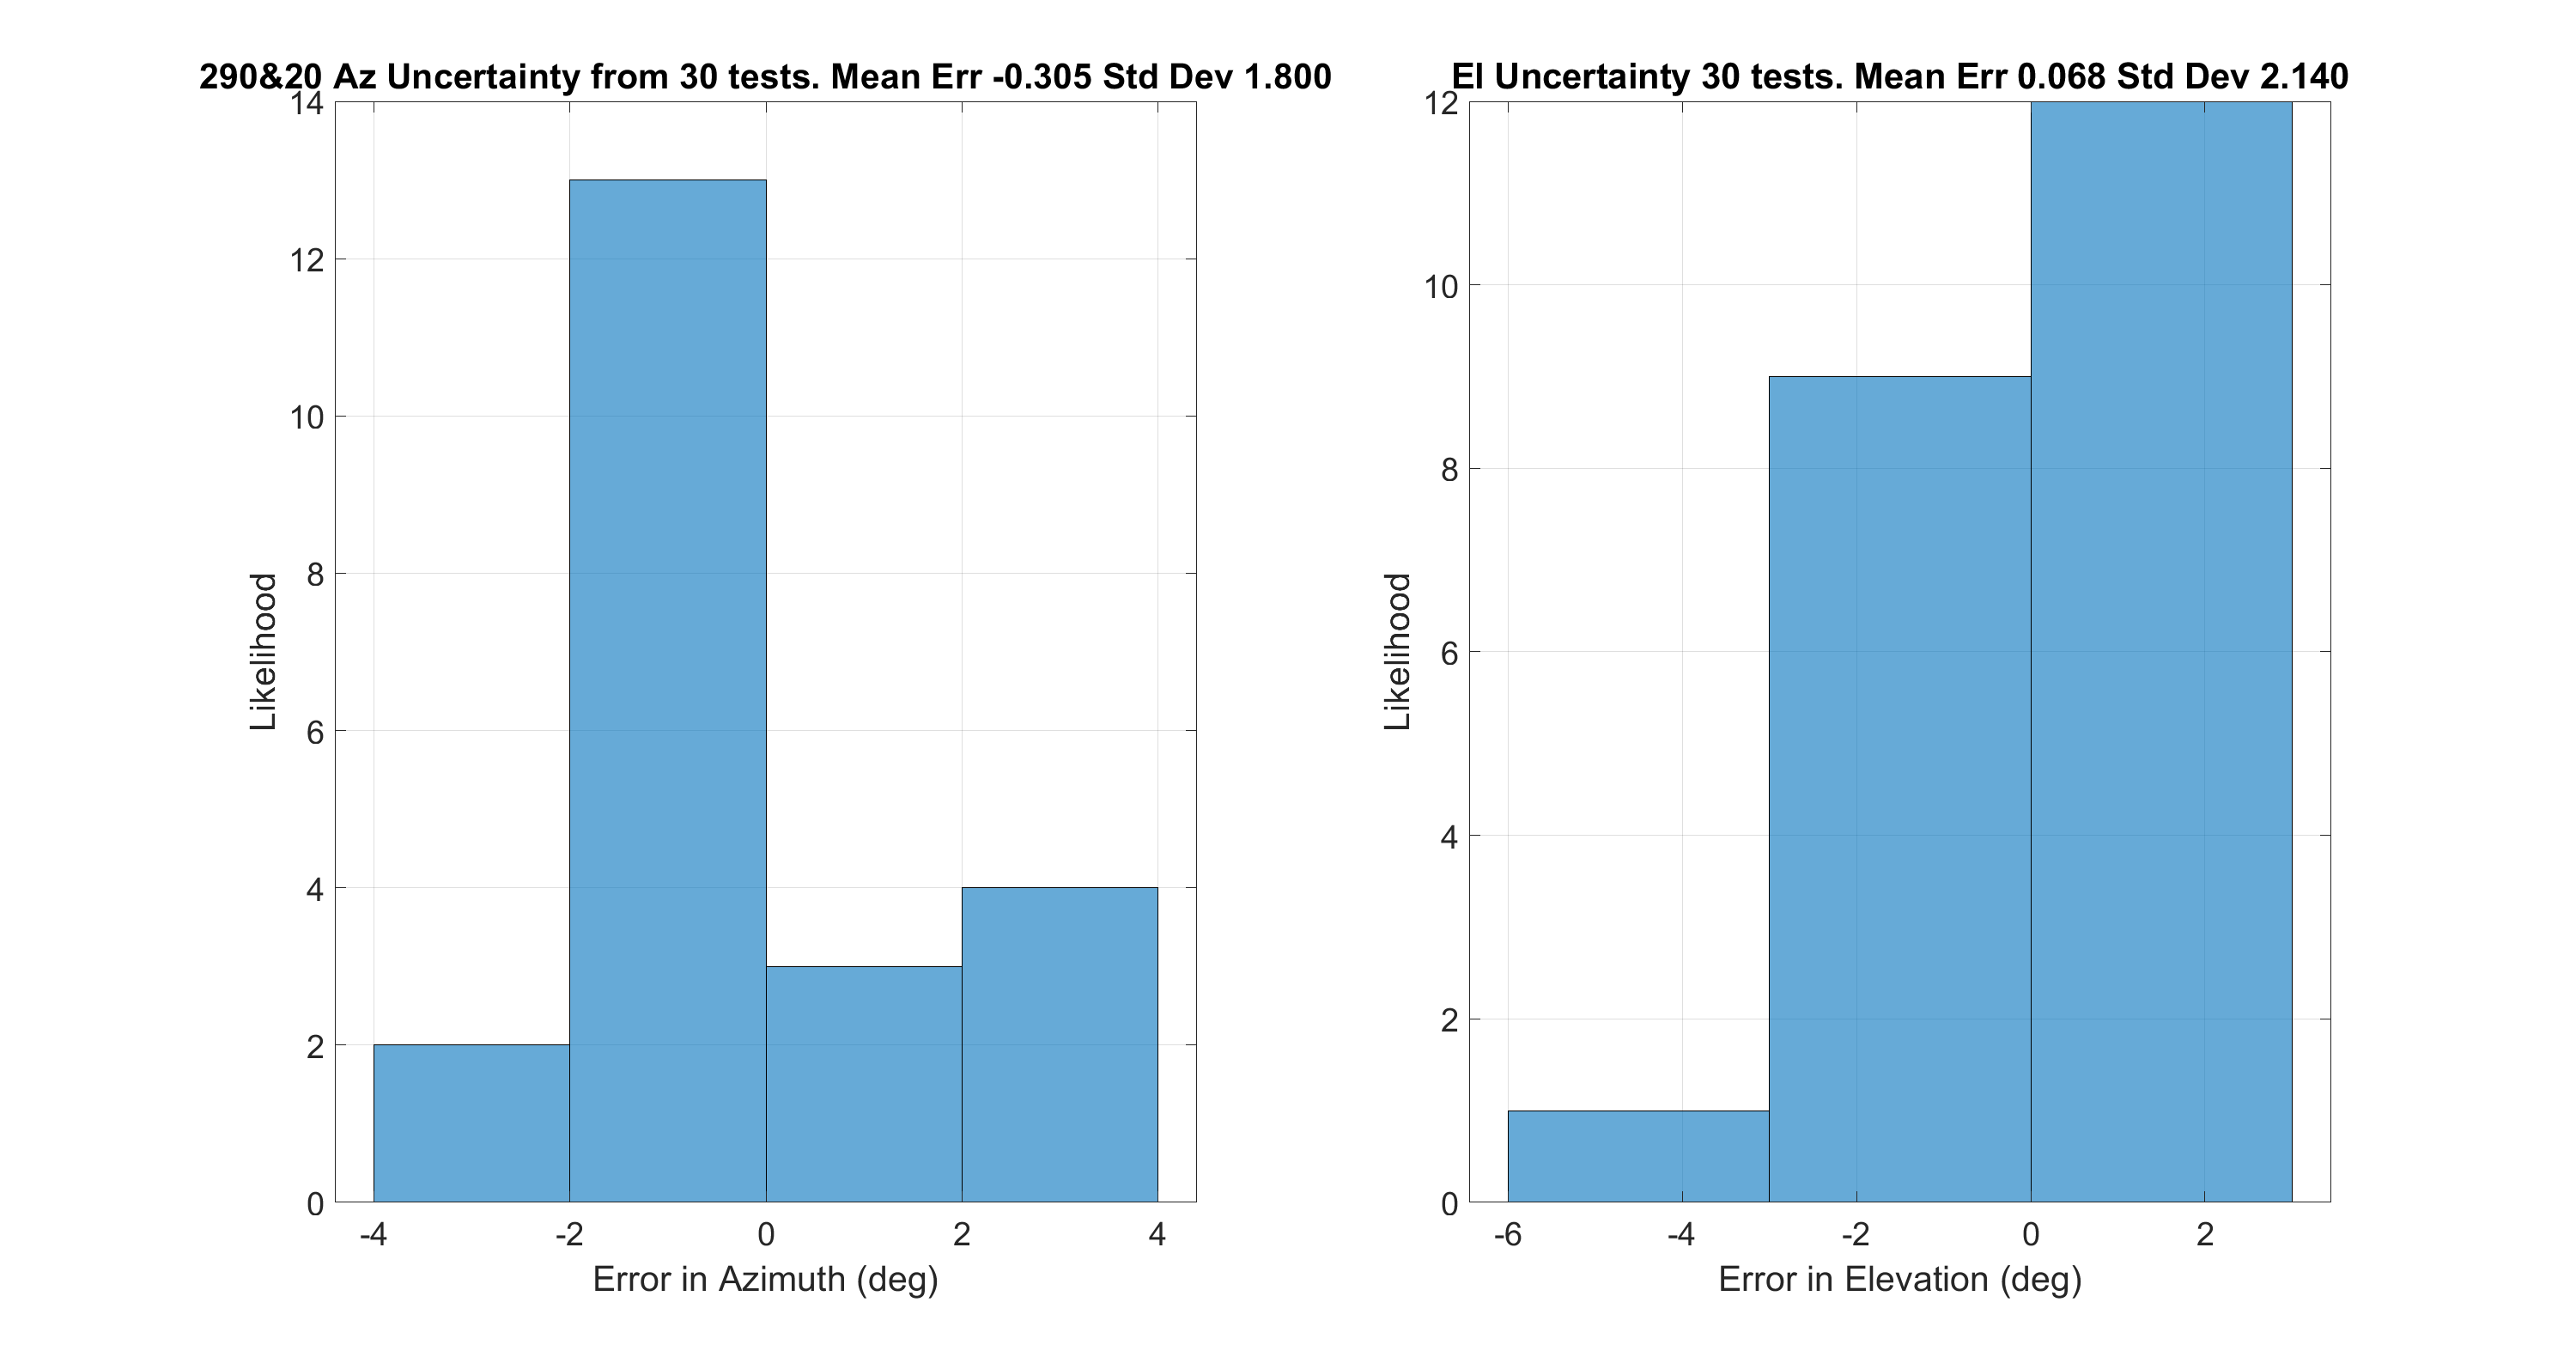 290&20 Az Uncertainty from 30 tests. Mean Err -0.305 Std Dev 1.800
14
12
10
8
6
4
2
0
Likelihood
-4 -2 0 2 4
Error in Azimuth (deg)
El Uncertainty 30 tests. Mean Err 0.068 Std Dev 2.140
12
10
8
6
4
2
0
Likelihood
-6 -4 -2 0 2
Error in Elevation (deg)